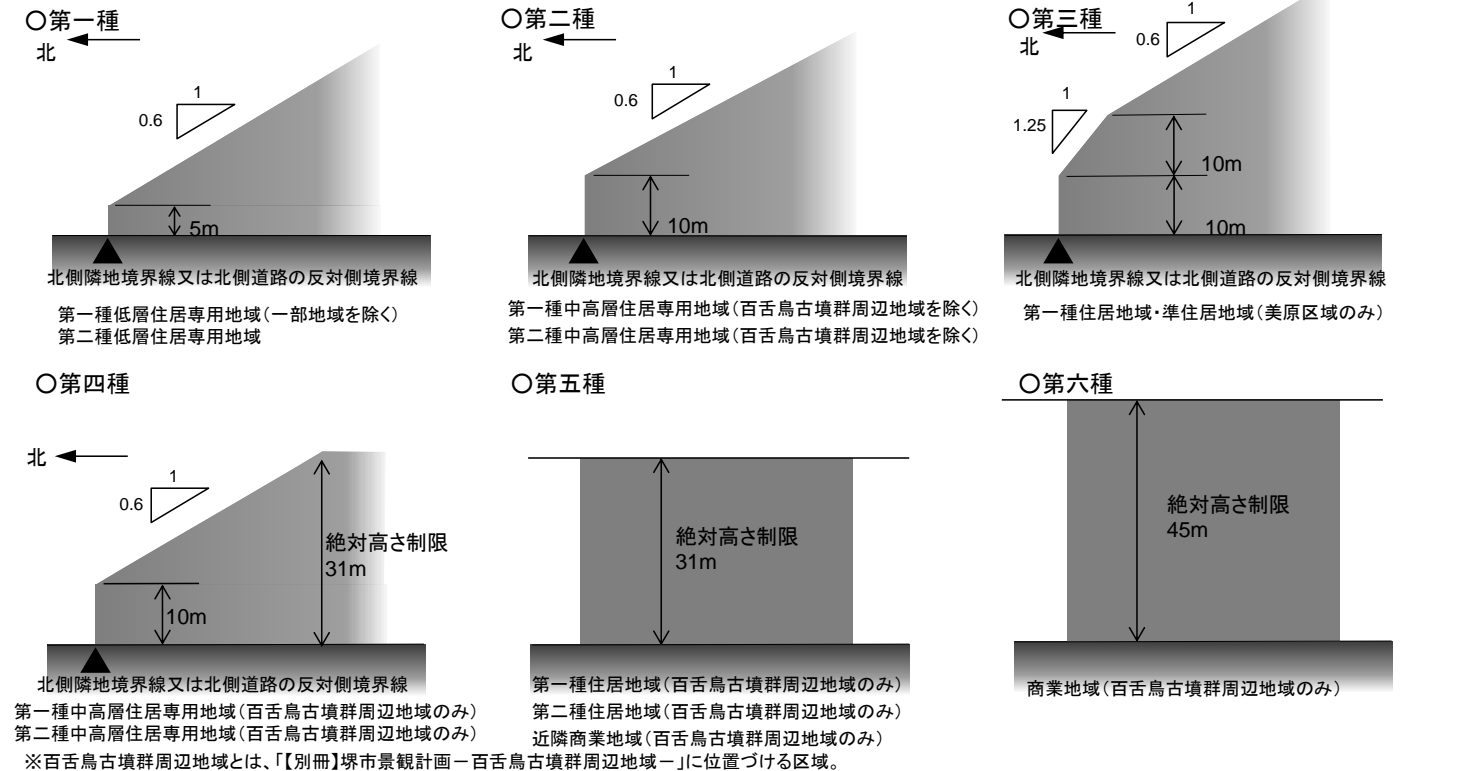 〇第一種
北
1
0.6
5m
北側隣地境界線又は北側道路の反対側境界線
第一種低層住居専用地域（一部地域を除く）
第二種低層住居専用地域
〇第二種
北
1
0.6
10m
北側隣地境界線又は北側道路の反対側境界線
第一種中高層住居専用地域（百舌鳥古墳群周辺地域を除く）
第二種中高層住居専用地域（百舌鳥古墳群周辺地域を除く）
〇第三種
北
1
0.6
1
1.25
10m
10m
北側隣地境界線又は北側道路の反対側境界線
第一種住居地域・準住居地域（美原区域のみ）
〇第四種
北
1
0.6
絶対高さ制限
31m
10m
北側隣地境界線又は北側道路の反対側境界線
第一種中高層住居専用地域（百舌鳥古墳群周辺地域のみ）
第二種中高層住居専用地域（百舌鳥古墳群周辺地域のみ）
〇第五種
絶対高さ制限
31m
第一種住居地域（百舌鳥古墳群周辺地域のみ）
第二種住居地域（百舌鳥古墳群周辺地域のみ）
近隣商業地域（百舌鳥古墳群周辺地域のみ）
〇第六種
絶対高さ制限
45m
商業地域（百舌鳥古墳群周辺地域のみ）
※百舌鳥古墳群周辺地域とは、「【別冊】堺市景観計画－百舌鳥古墳群周辺地域－」に位置づける区域。